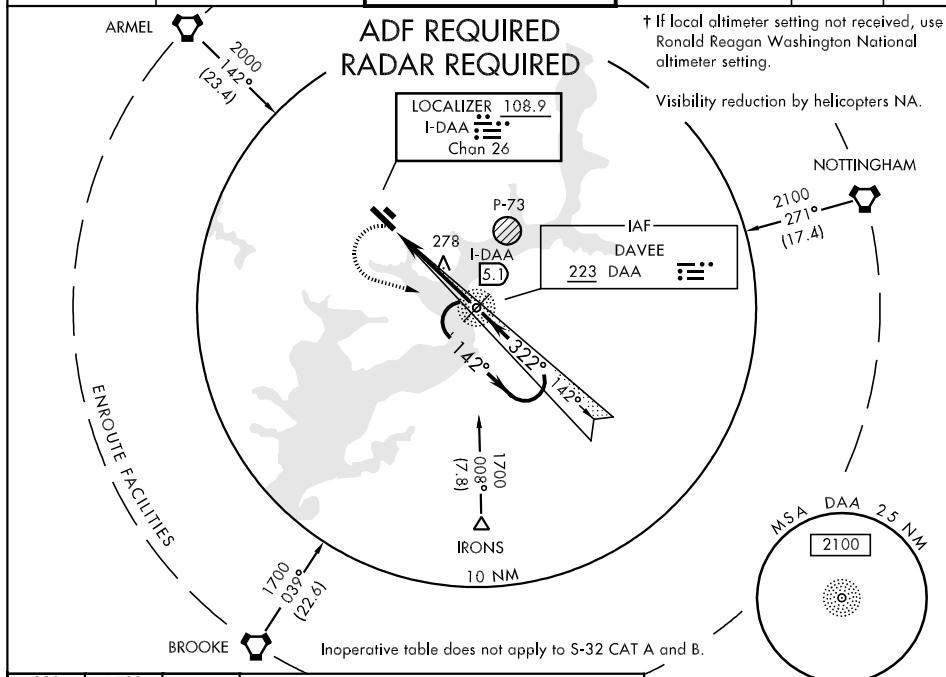 ARMEL
2000
142°
(23.4)
ADF REQUIRED
RADAR REQUIRED
† If local altimeter setting not received, use
Ronald Reagan Washington National
altimeter setting.
Visibility reduction by helicopters NA.
LOCALIZER 108.9
I-DAA
Chan 26
NOTTINGHAM
2100
271°
(17.4)
P-73
278
I-DAA
5.1
IAF
DAVEE
223 DAA
142°
322°
142°
ENROUTE FACILITIES
1700
008°
(7.8)
IRONS
10 NM
MSA DAA 25 NM
2100
1700
039°
(22.6)
BROOKE
Inoperative table does not apply to S-32 CAT A and B.